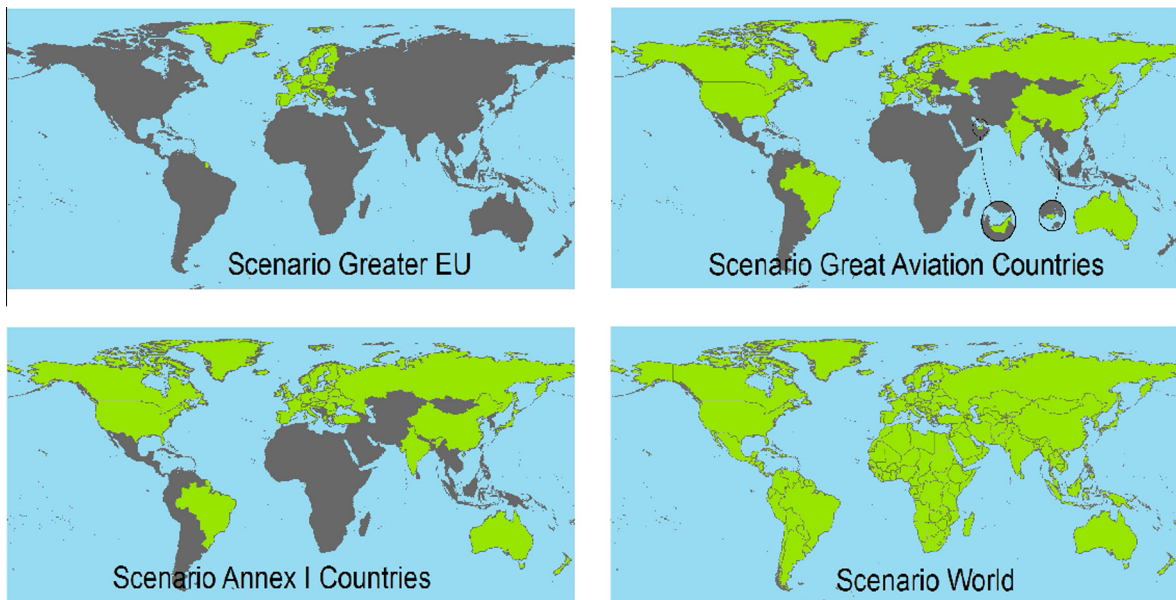 Scenario Greater EU
Scenario Great Aviation Countries
Scenario Annex I Countries
Scenario World